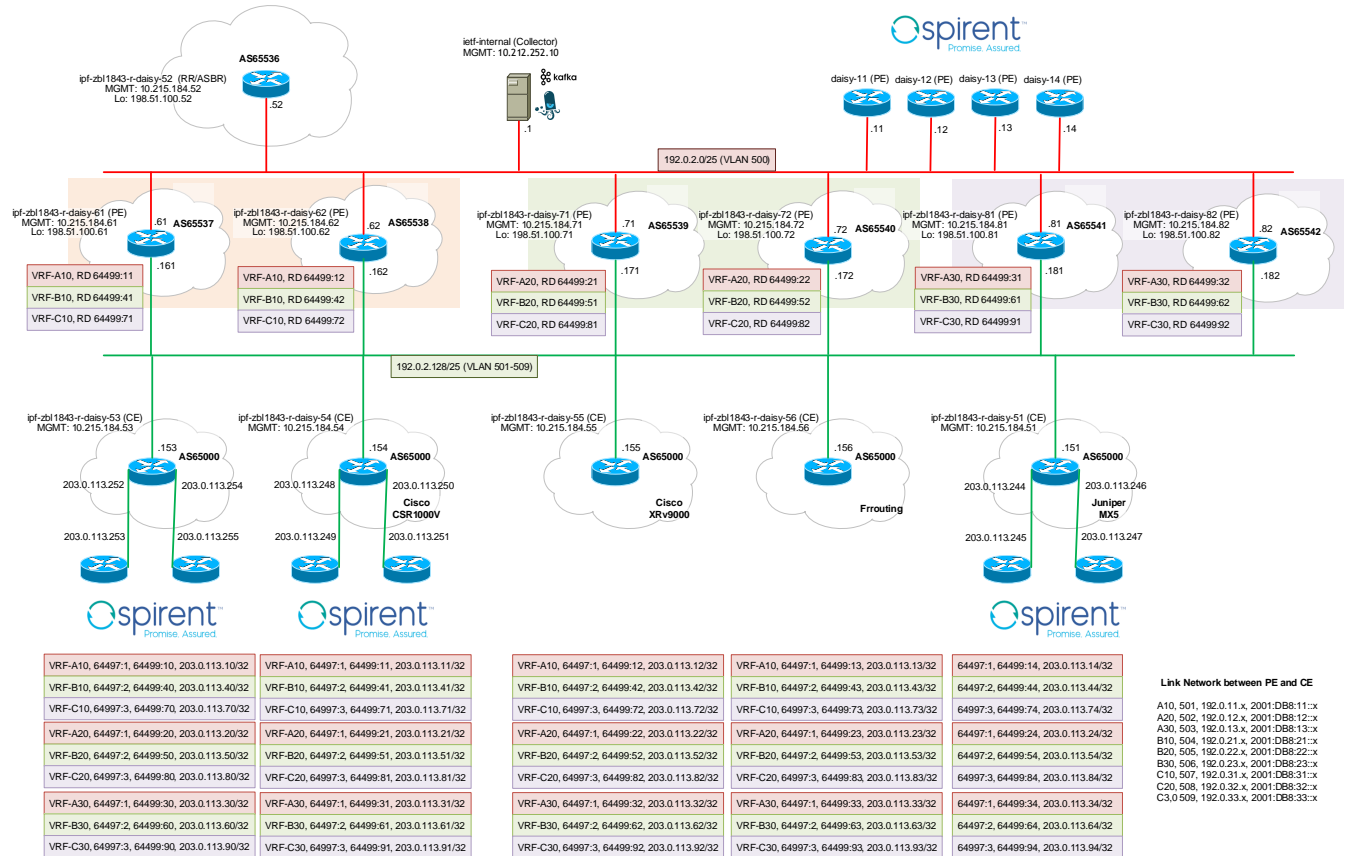 spirent™
Promise. Assured.
ietf-internal (Collector)
MGMT: 10.212.252.10
kafka
.1
AS65536
ipf-zbl1843-r-daisy-52 (RR/ASBR)
MGMT: 10.215.184.52
Lo: 198.51.100.52
.52
daisy-11 (PE)
daisy-12 (PE)
daisy-13 (PE)
daisy-14 (PE)
.11
.12
.13
.14
192.0.2.0/25 (VLAN 500)
ipf-zbl1843-r-daisy-61 (PE)
MGMT: 10.215.184.61
Lo: 198.51.100.61
.61
AS65537
.161
VRF-A10, RD 64499:11
VRF-B10, RD 64499:41
VRF-C10, RD 64499:71
ipf-zbl1843-r-daisy-62 (PE)
MGMT: 10.215.184.62
Lo: 198.51.100.62
.62
AS65538
.162
VRF-A10, RD 64499:12
VRF-B10, RD 64499:42
VRF-C10, RD 64499:72
ipf-zbl1843-r-daisy-71 (PE)
MGMT: 10.215.184.71
Lo: 198.51.100.71
.71
AS65539
.171
VRF-A20, RD 64499:21
VRF-B20, RD 64499:51
VRF-C20, RD 64499:81
ipf-zbl1843-r-daisy-72 (PE)
MGMT: 10.215.184.72
Lo: 198.51.100.72
.72
AS65540
.172
VRF-A20, RD 64499:22
VRF-B20, RD 64499:52
VRF-C20, RD 64499:82
ipf-zbl1843-r-daisy-81 (PE)
MGMT: 10.215.184.81
Lo: 198.51.100.81
.81
AS65541
.181
VRF-A30, RD 64499:31
VRF-B30, RD 64499:61
VRF-C30, RD 64499:91
ipf-zbl1843-r-daisy-82 (PE)
MGMT: 10.215.184.82
Lo: 198.51.100.82
.82
AS65542
.182
VRF-A30, RD 64499:32
VRF-B30, RD 64499:62
VRF-C30, RD 64499:92
192.0.2.128/25 (VLAN 501-509)
ipf-zbl1843-r-daisy-53 (CE)
MGMT: 10.215.184.53
.153
AS65000
203.0.113.252
203.0.113.254
203.0.113.253
203.0.113.255
ipf-zbl1843-r-daisy-54 (CE)
MGMT: 10.215.184.54
.154
AS65000
203.0.113.248
203.0.113.250
Cisco
CSR1000V
203.0.113.249
203.0.113.251
ipf-zbl1843-r-daisy-55 (CE)
MGMT: 10.215.184.55
.155
AS65000
Cisco
XRv9000
ipf-zbl1843-r-daisy-56 (CE)
MGMT: 10.215.184.56
.156
AS65000
Frrouting
ipf-zbl1843-r-daisy-51 (CE)
MGMT: 10.215.184.51
.151
AS65000
203.0.113.244
203.0.113.246
Juniper
MX5
203.0.113.245
203.0.113.247
spirent™
Promise. Assured.
spirent™
Promise. Assured.
spirent™
Promise. Assured.
VRF-A10, 64497:1, 64499:10, 203.0.113.10/32
VRF-B10, 64997:2, 64499:40, 203.0.113.40/32
VRF-C10, 64997:3, 64499:70, 203.0.113.70/32
VRF-A20, 64497:1, 64499:20, 203.0.113.20/32
VRF-B20, 64497:2, 64499:50, 203.0.113.50/32
VRF-C20, 64997:3, 64499:80, 203.0.113.80/32
VRF-A30, 64497:1, 64499:30, 203.0.113.30/32
VRF-B30, 64497:2, 64499:60, 203.0.113.60/32
VRF-C30, 64997:3, 64499:90, 203.0.113.90/32
VRF-A10, 64497:1, 64499:11, 203.0.113.11/32
VRF-B10, 64997:2, 64499:41, 203.0.113.41/32
VRF-C10, 64997:3, 64499:71, 203.0.113.71/32
VRF-A20, 64497:1, 64499:21, 203.0.113.21/32
VRF-B20, 64497:2, 64499:51, 203.0.113.51/32
VRF-C20, 64997:3, 64499:81, 203.0.113.81/32
VRF-A30, 64497:1, 64499:31, 203.0.113.31/32
VRF-B30, 64497:2, 64499:61, 203.0.113.61/32
VRF-C30, 64997:3, 64499:91, 203.0.113.91/32
VRF-A10, 64497:1, 64499:12, 203.0.113.12/32
VRF-B10, 64997:2, 64499:42, 203.0.113.42/32
VRF-C10, 64997:3, 64499:72, 203.0.113.72/32
VRF-A20, 64497:1, 64499:22, 203.0.113.22/32
VRF-B20, 64497:2, 64499:52, 203.0.113.52/32
VRF-C20, 64997:3, 64499:82, 203.0.113.82/32
VRF-A30, 64497:1, 64499:32, 203.0.113.32/32
VRF-B30, 64497:2, 64499:62, 203.0.113.62/32
VRF-C30, 64997:3, 64499:92, 203.0.113.92/32
VRF-A10, 64497:1, 64499:13, 203.0.113.13/32
VRF-B10, 64997:2, 64499:43, 203.0.113.43/32
VRF-C10, 64997:3, 64499:73, 203.0.113.73/32
VRF-A20, 64497:1, 64499:23, 203.0.113.23/32
VRF-B20, 64497:2, 64499:53, 203.0.113.53/32
VRF-C20, 64997:3, 64499:83, 203.0.113.83/32
VRF-A30, 64497:1, 64499:33, 203.0.113.33/32
VRF-B30, 64497:2, 64499:63, 203.0.113.63/32
VRF-C30, 64997:3, 64499:93, 203.0.113.93/32
64497:1, 64499:14, 203.0.113.14/32
64997:2, 64499:44, 203.0.113.44/32
64997:3, 64499:74, 203.0.113.74/32
64497:1, 64499:24, 203.0.113.24/32
64497:2, 64499:54, 203.0.113.54/32
64997:3, 64499:84, 203.0.113.84/32
64497:1, 64499:34, 203.0.113.34/32
64497:2, 64499:64, 203.0.113.64/32
64997:3, 64499:94, 203.0.113.94/32
Link Network between PE and CE
A10, 501, 192.0.11.x, 2001:DB8:11::x
A20, 502, 192.0.12.x, 2001:DB8:12::x
A30, 503, 192.0.13.x, 2001:DB8:13::x
B10, 504, 192.0.21.x, 2001:DB8:21::x
B20, 505, 192.0.22.x, 2001:DB8:22::x
B30, 506, 192.0.23.x, 2001:DB8:23::x
C10, 507, 192.0.31.x, 2001:DB8:31::x
C20, 508, 192.0.32.x, 2001:DB8:32::x
C3,0 509, 192.0.33.x, 2001:DB8:33::x